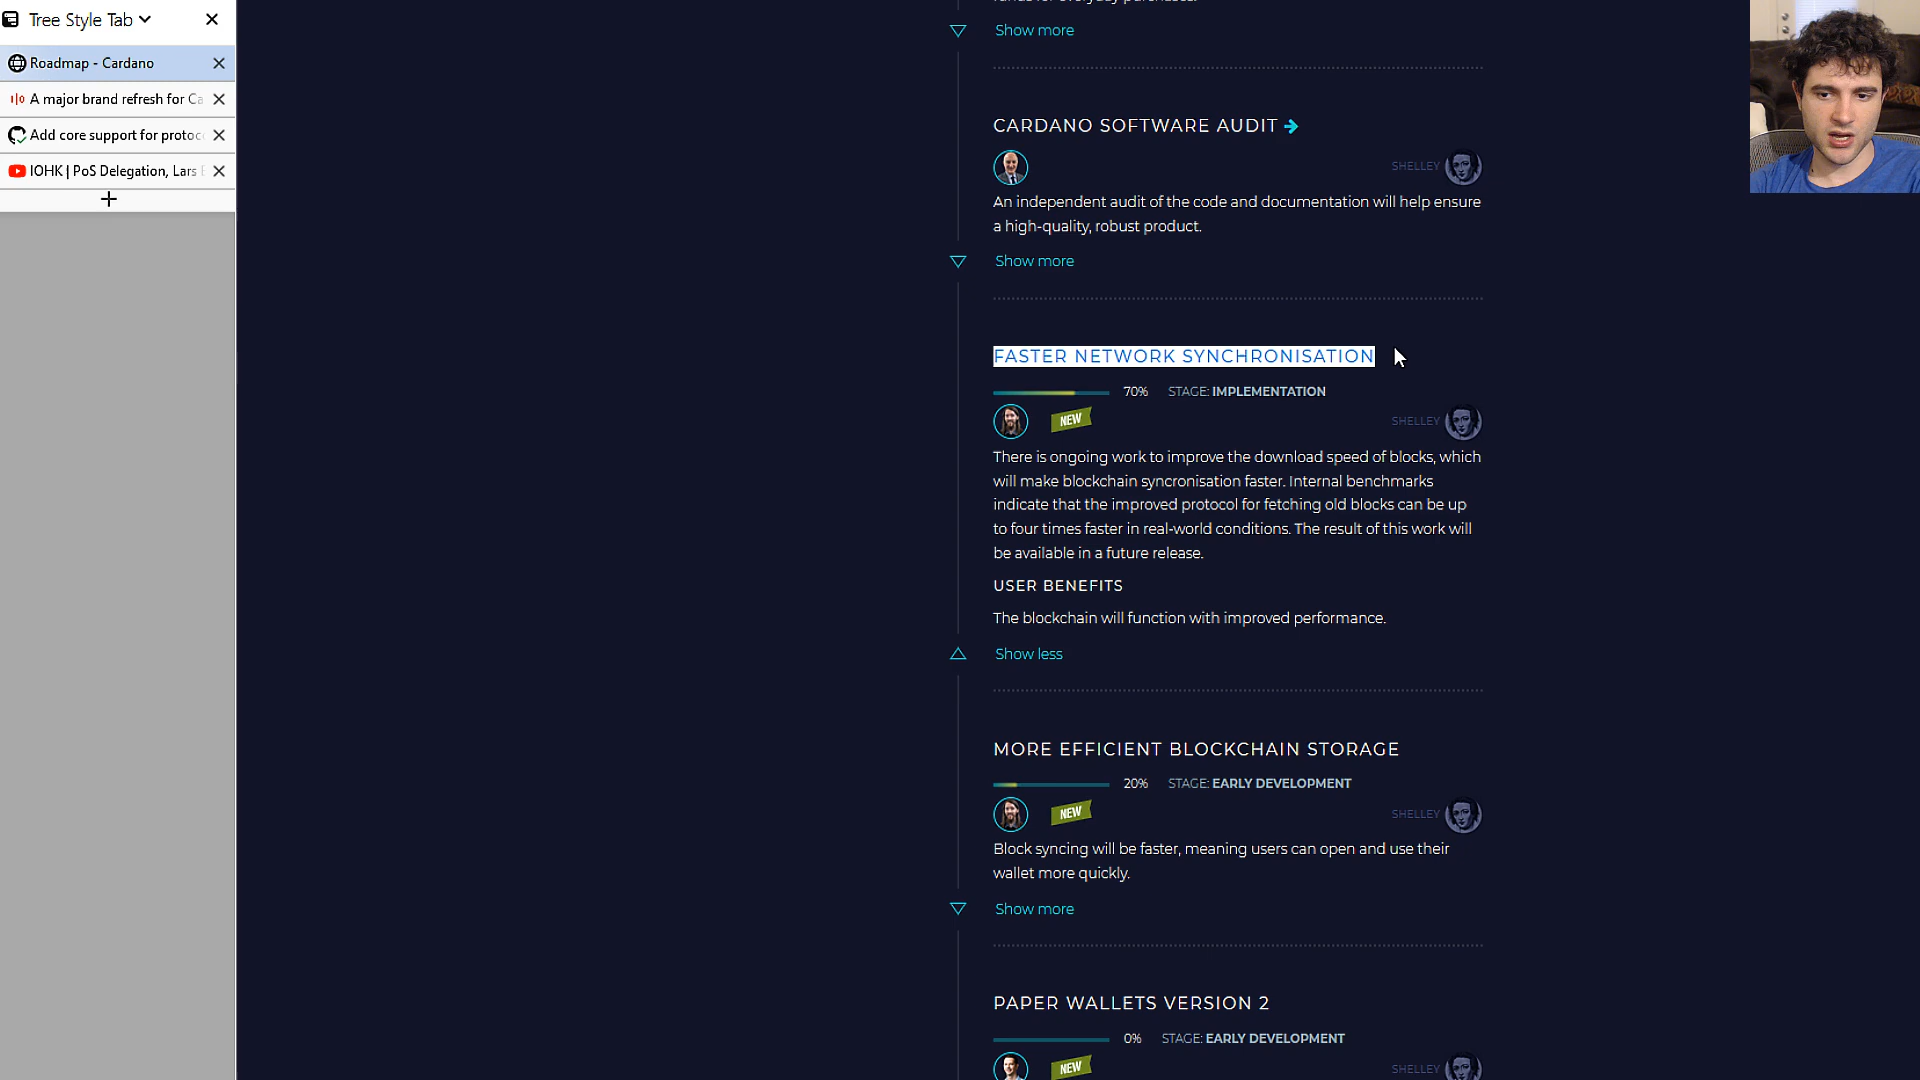 Tree Style Tab
Roadmap - Cardano
A major brand refresh for Ca
Add core support for protoc
IOHK | PoS Delegation, Lars
Show more
CARDANO SOFTWARE AUDIT
SHELLEY
An independent audit of the code and documentation will help ensure
a high-quality, robust product.
Show more
FASTER NETWORK SYNCHRONISATION
70% STAGE: IMPLEMENTATION
NEW
SHELLEY
There is ongoing work to improve the download speed of blocks, which
will make blockchain syncronisation faster. Internal benchmarks
indicate that the improved protocol for fetching old blocks can be up
to four times faster in real-world conditions. The result of this work will
be available in a future release.
USER BENEFITS
The blockchain will function with improved performance.
Show less
MORE EFFICIENT BLOCKCHAIN STORAGE
20% STAGE: EARLY DEVELOPMENT
NEW
SHELLEY
Block syncing will be faster, meaning users can open and use their
wallet more quickly.
Show more
PAPER WALLETS VERSION 2
0% STAGE: EARLY DEVELOPMENT
NEW
SHELLEY